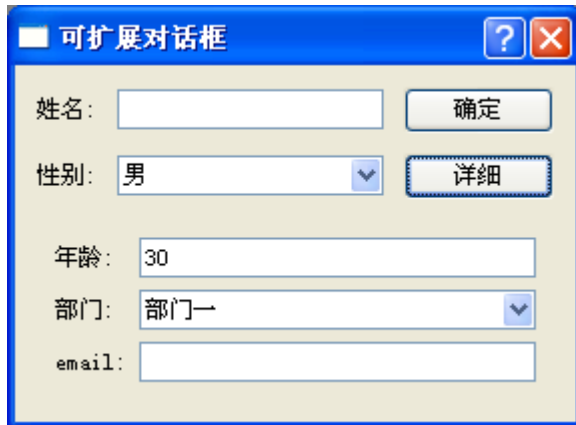 可扩展对话框
姓名: 确定
性别: 男 详细
年龄: 30
部门: 部门一
email: